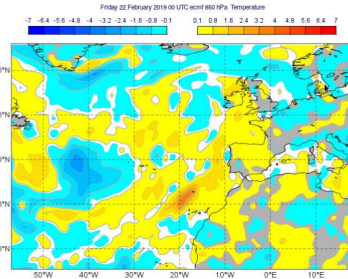 Friday 22 February 2019 00 UTC ecmf 850 hPa Temperature
-7 -6.4 -5.6 -4.8 -4 -3.2 -2.4 -1.6 -0.8 -0.1 0.1 0.8 1.6 2.4 3.2 4 4.8 5.6 6.4 7
50°W 40°W 30°W 20°W 10°W 0°E 10°E